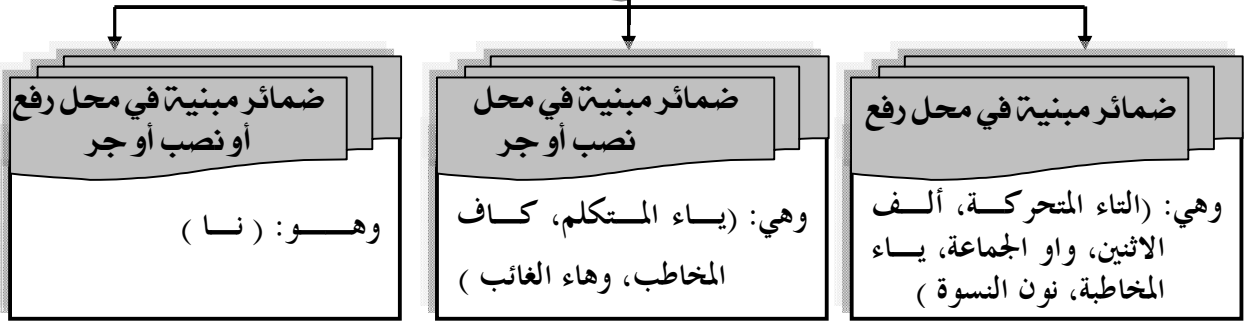 ضمائر مبنية في محل رفع
وهي: (التاء المتحركة، ألف
الاثنين، واو الجماعة، ياء
المخاطبة، نون النسوة )
ضمائر مبنية في محل
نصب أو جر
وهي: (ياء المتكلم، كاف
المخاطب، وهاء الغائب )
ضمائر مبنية في محل رفع
أو نصب أو جر
وهو: ( نا )